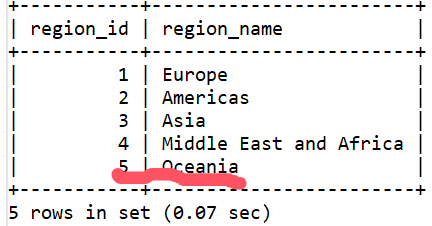 +-----------+------------------------+
| region_id | region_name            |
+-----------+------------------------+
|         1 | Europe                 |
|         2 | Americas               |
|         3 | Asia                   |
|         4 | Middle East and Africa |
|         5 | Oceania                |
+-----------+------------------------+
5 rows in set (0.07 sec)